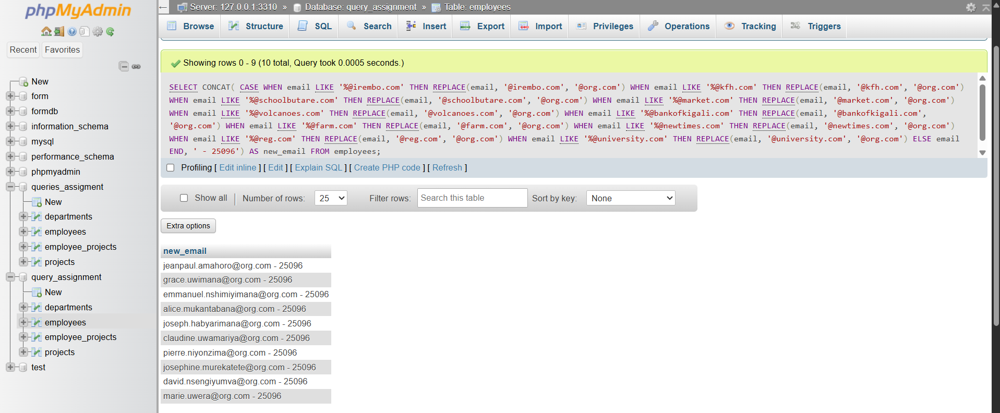 phpMyAdmin
Recent
Favorites
New
form
formdb
information_schema
mysql
performance_schema
phpmyadmin
queries_assigment
New
departments
employees
employee_projects
projects
query_assignment
New
departments
employees
employee_projects
projects
test
Server: 127.0.0.1:3310 » Database: query_assignment » Table: employees
Browse Structure SQL Search Insert Export Import Privileges Operations Tracking Triggers
Showing rows 0 - 9 (10 total, Query took 0.0005 seconds.)
SELECT CONCAT( CASE WHEN email LIKE '%@irembo.com' THEN REPLACE(email, '@irembo.com', '@org.com') WHEN email LIKE '%@kfh.com' THEN REPLACE(email, '@kfh.com', '@org.com')
WHEN email LIKE '%@schoolbutare.com' THEN REPLACE(email, '@schoolbutare.com', '@org.com') WHEN email LIKE '%@market.com' THEN REPLACE(email, '@market.com', '@org.com')
WHEN email LIKE '%@volcanoes.com' THEN REPLACE(email, '@volcanoes.com', '@org.com') WHEN email LIKE '%@bankofkigali.com' THEN REPLACE(email, '@bankofkigali.com',
'@org.com') WHEN email LIKE '%@farm.com' THEN REPLACE(email, '@farm.com', '@org.com') WHEN email LIKE '%@newtimes.com' THEN REPLACE(email, '@newtimes.com', '@org.com')
WHEN email LIKE '%@reg.com' THEN REPLACE(email, '@reg.com', '@org.com') WHEN email LIKE '%@university.com' THEN REPLACE(email, '@university.com', '@org.com') ELSE email
END, ' - 25096') AS new_email FROM employees;
Profiling [ Edit inline ] [ Edit ] [ Explain SQL ] [ Create PHP code ] [ Refresh ]
Show all Number of rows: 25 Filter rows: Search this table Sort by key: None
Extra options
new_email
jeanpaul.amahoro@org.com - 25096
grace.uwimana@org.com - 25096
emmanuel.nshimiyimana@org.com - 25096
alice.mukantabana@org.com - 25096
joseph.habyarimana@org.com - 25096
claudine.uwamariya@org.com - 25096
pierre.niyonzima@org.com - 25096
josephine.murekatete@org.com - 25096
david.nsengiyumva@org.com - 25096
marie.uwera@org.com - 25096